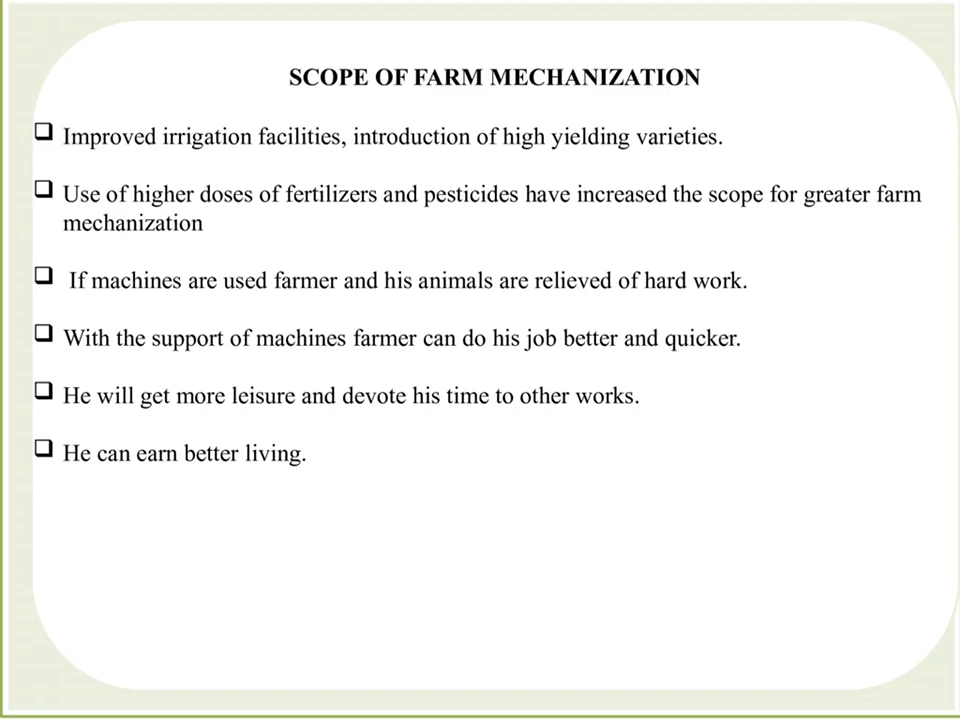 SCOPE OF FARM MECHANIZATION
Improved irrigation facilities, introduction of high yielding varieties.
Use of higher doses of fertilizers and pesticides have increased the scope for greater farm
mechanization
If machines are used farmer and his animals are relieved of hard work.
With the support of machines farmer can do his job better and quicker.
He will get more leisure and devote his time to other works.
He can earn better living.